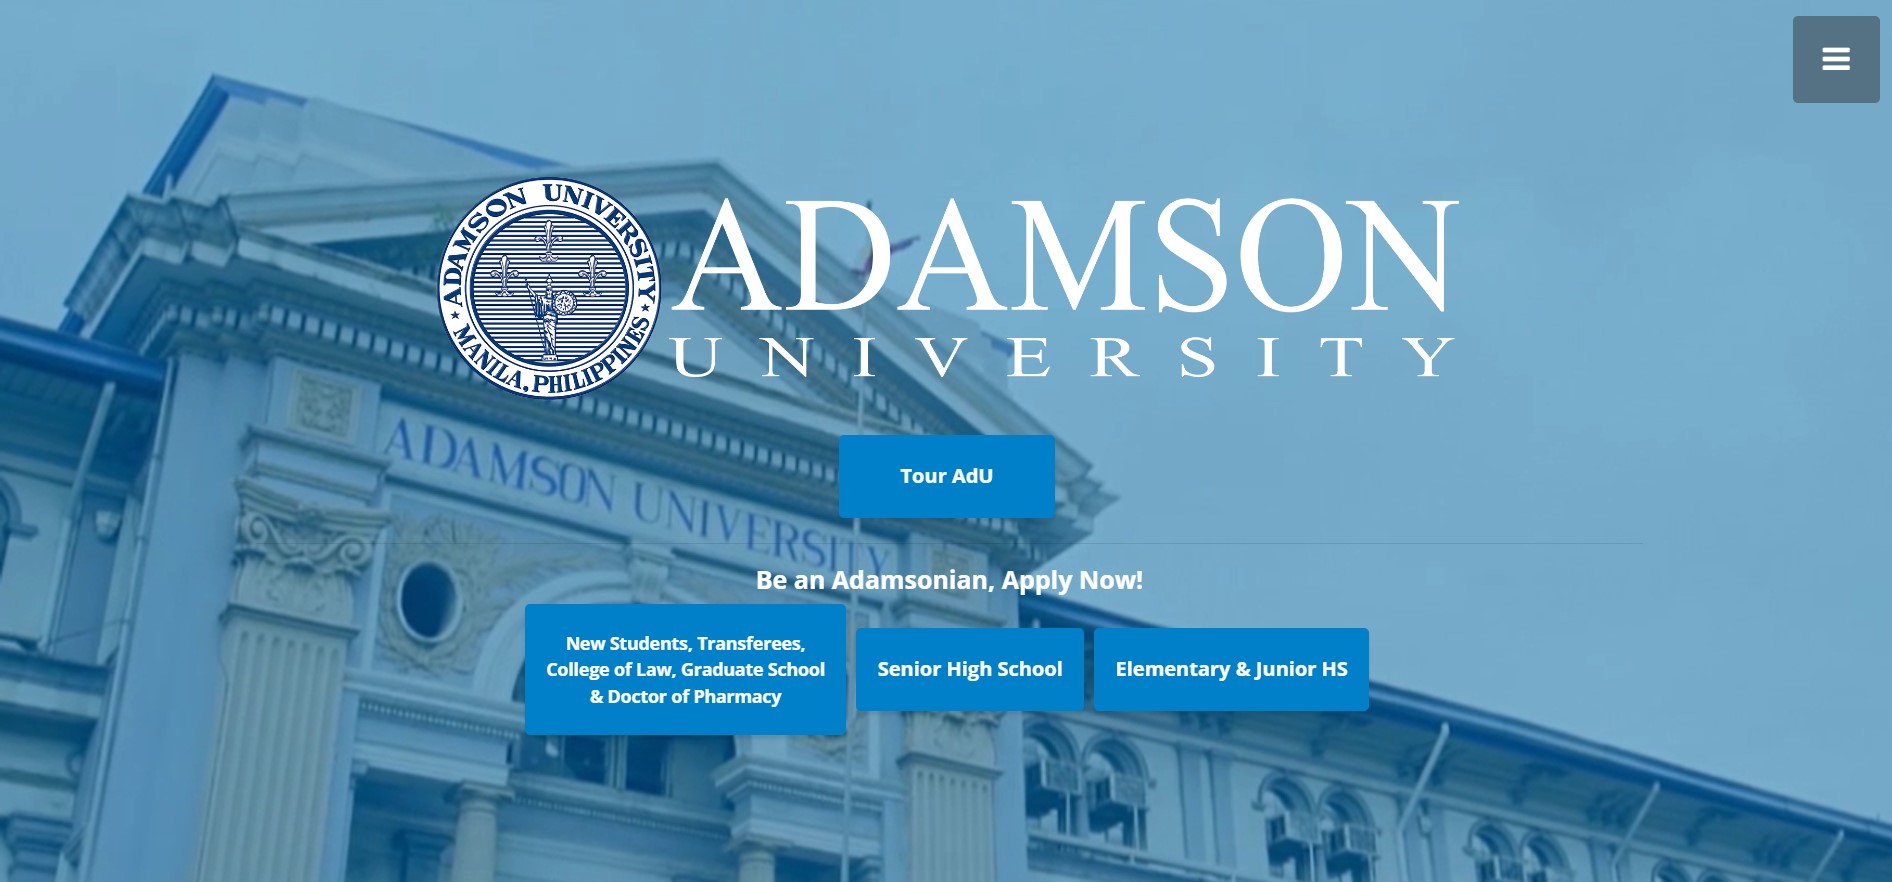 ADAMSON UNIVERSITY
MANILA, PHILIPPINES
ADAMSON
UNIVERSITY
ADAMSON UNIVERSITY
Tour AdU
Be an Adamsonian, Apply Now!
New Students, Transferees,
College of Law, Graduate School
& Doctor of Pharmacy
Senior High School
Elementary & Junior HS